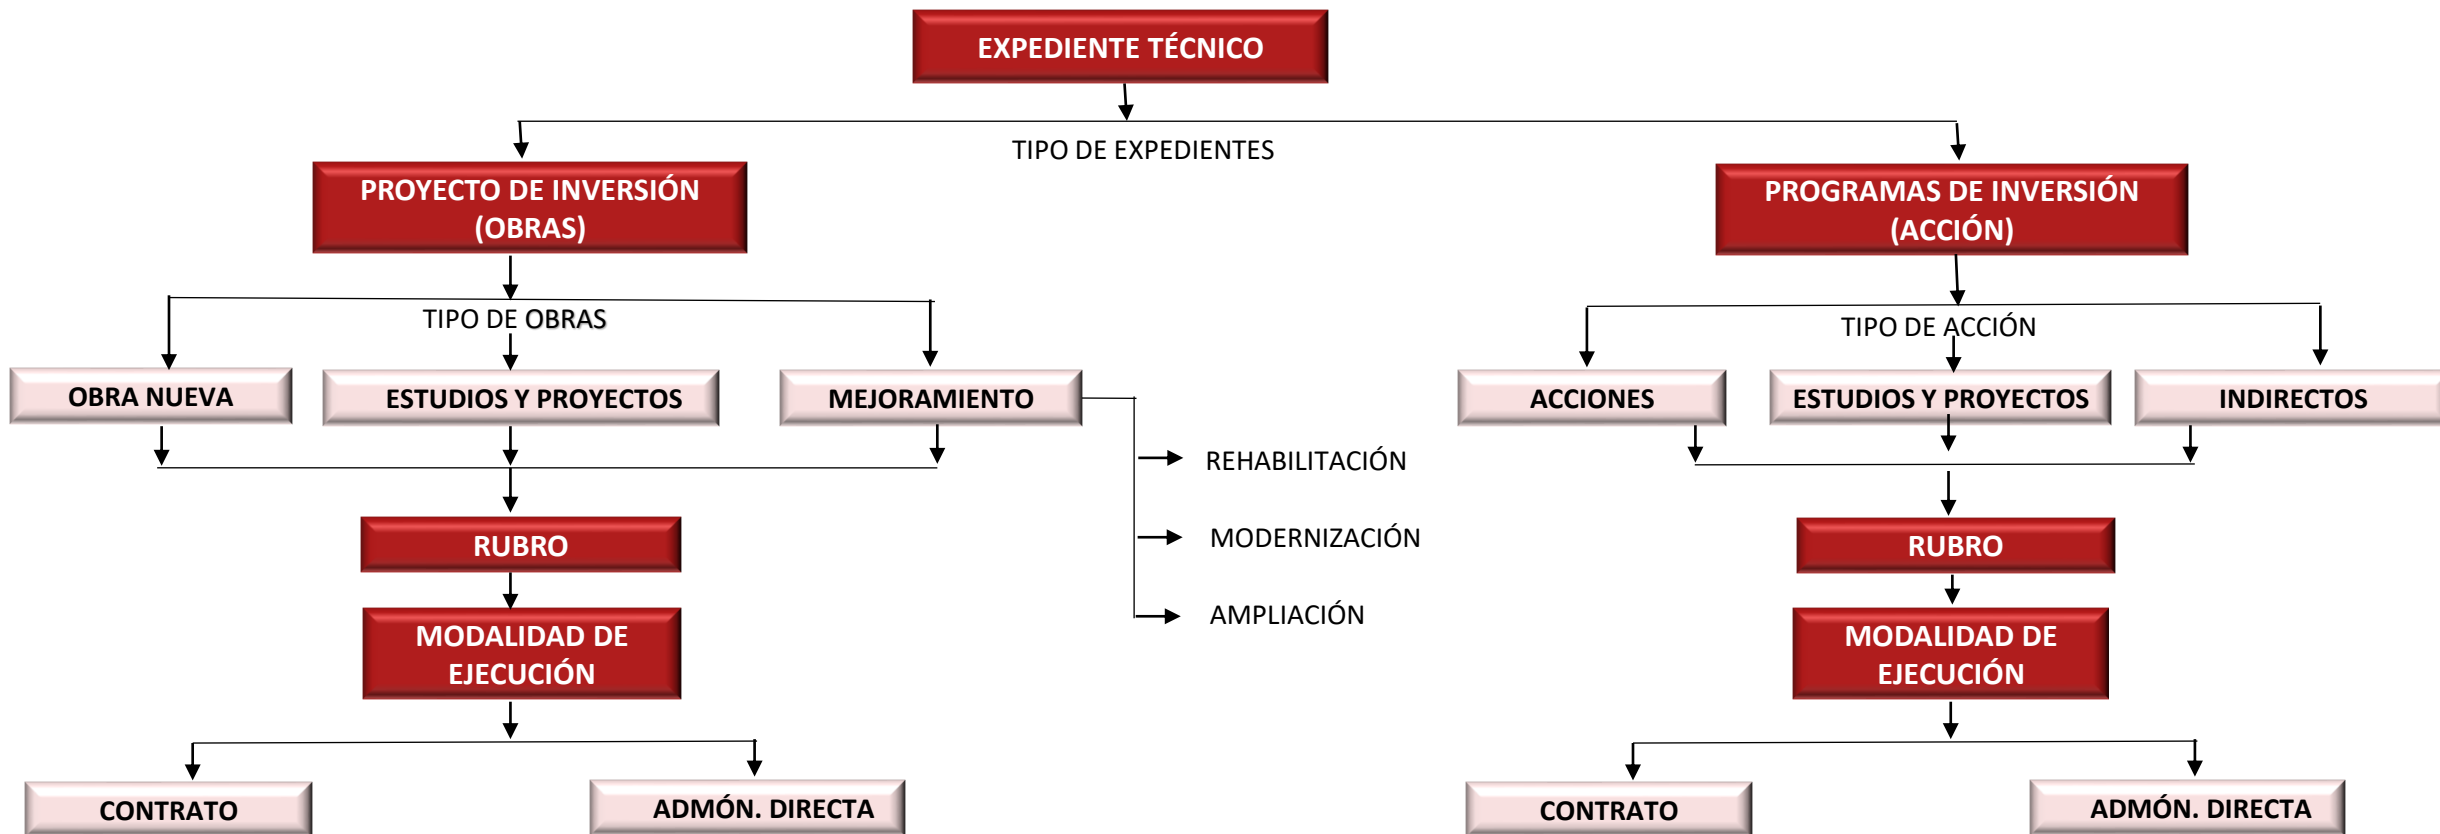 EXPEDIENTE TÉCNICO
TIPO DE EXPEDIENTES
PROYECTO DE INVERSIÓN
(OBRAS)
PROGRAMAS DE INVERSIÓN
(ACCIÓN)
TIPO DE OBRAS
TIPO DE ACCIÓN
OBRA NUEVA
ESTUDIOS Y PROYECTOS
MEJORAMIENTO
ACCIONES
ESTUDIOS Y PROYECTOS
INDIRECTOS
REHABILITACIÓN
MODERNIZACIÓN
AMPLIACIÓN
RUBRO
RUBRO
MODALIDAD DE
EJECUCIÓN
MODALIDAD DE
EJECUCIÓN
CONTRATO
ADMÓN. DIRECTA
CONTRATO
ADMÓN. DIRECTA